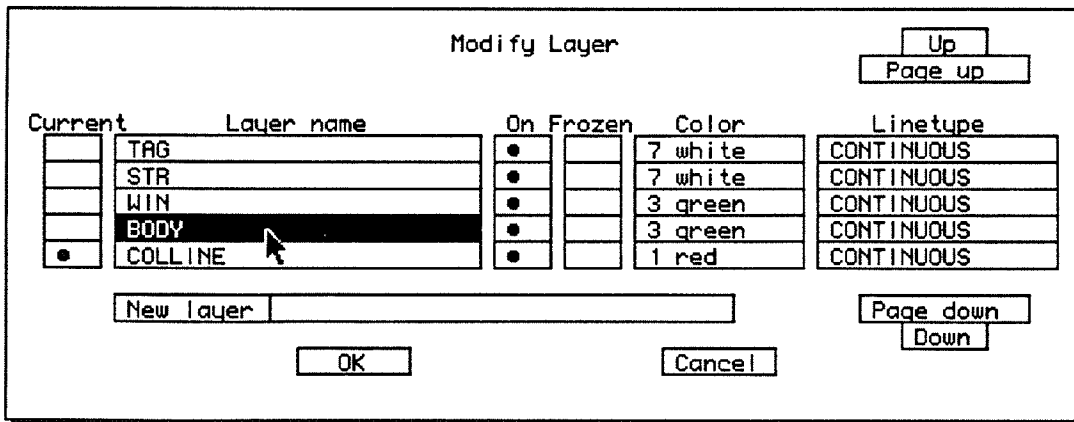 Modify Layer
Up
Page up
Current Layer name On Frozen Color Linetype
TAG ● 7 white CONTINUOUS
STR ● 7 white CONTINUOUS
WIN ● 3 green CONTINUOUS
BODY ● 3 green CONTINUOUS
● COLLINE ● 1 red CONTINUOUS
New layer
Page down
Down
OK Cancel